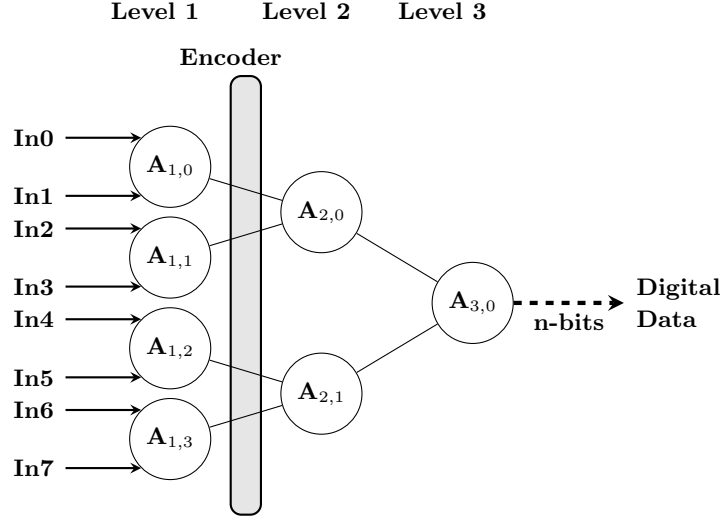 Level 1 Level 2 Level 3
Encoder
In0
A1,0
In1
In2
A1,1
In3
In4
A1,2
In5
In6
A1,3
In7
A2,0
A2,1
A3,0
n-bits
Digital
Data